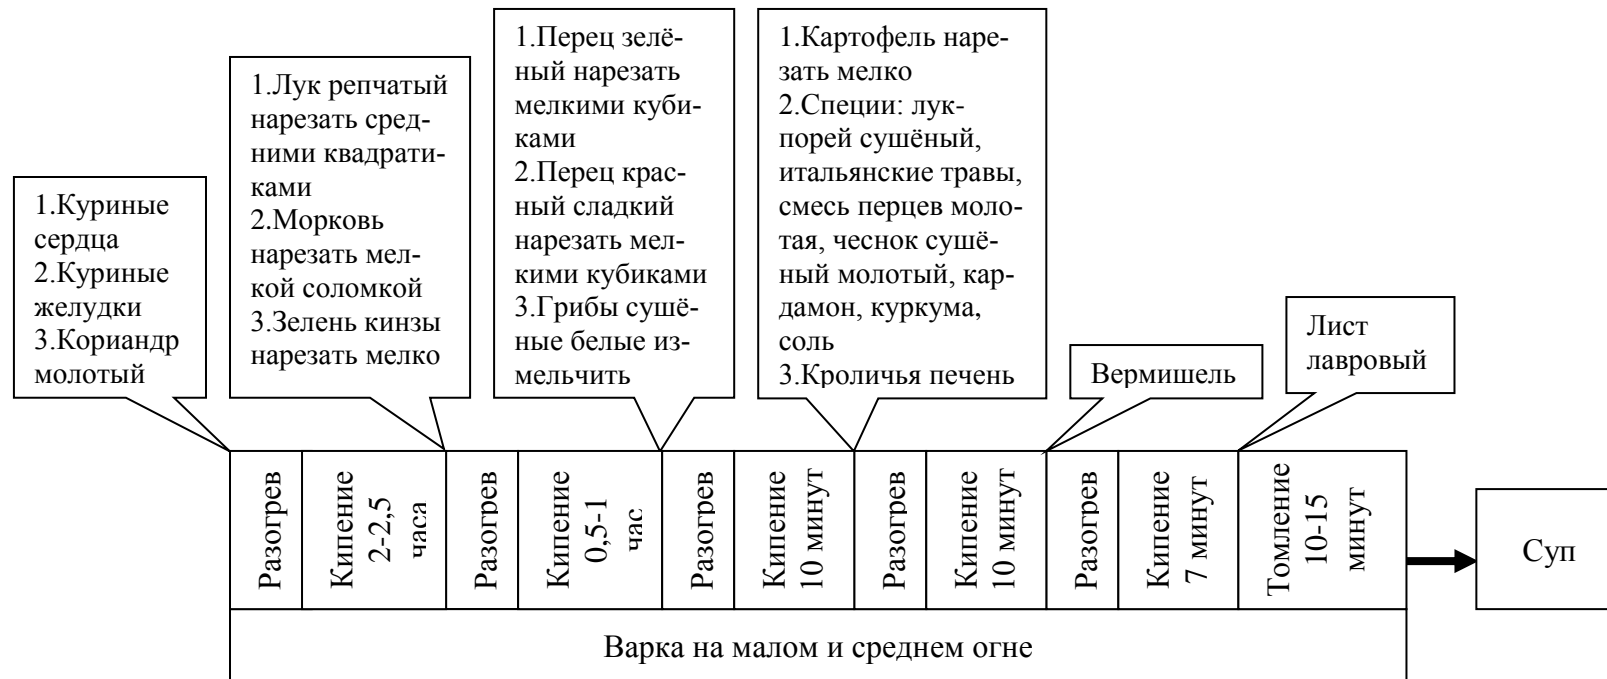 1.Куриные
сердца
2.Куриные
желудки
3.Кориандр
молотый
1.Лук репчатый
нарезать сред-
ними квадрати-
ками
2.Морковь
нарезать мел-
кой соломкой
3.Зелень кинзы
нарезать мелко
1.Перец зелё-
ный нарезать
мелкими куби-
ками
2.Перец крас-
ный сладкий
нарезать мел-
кими кубиками
3.Грибы сушё-
ные белые из-
мельчить
1.Картофель наре-
зать мелко
2.Специи: лук-
порей сушёный,
итальянские травы,
смесь перцев моло-
тая, чеснок сушё-
ный молотый, кар-
дамон, куркума,
соль
3.Кроличья печень
Вермишель
Лист
лавровый
Разогрев
Кипение
2-2,5
часа
Разогрев
Кипение
0,5-1
час
Разогрев
Кипение
10 минут
Разогрев
Кипение
10 минут
Разогрев
Кипение
7 минут
Томление
10-15
минут
Суп
Варка на малом и среднем огне